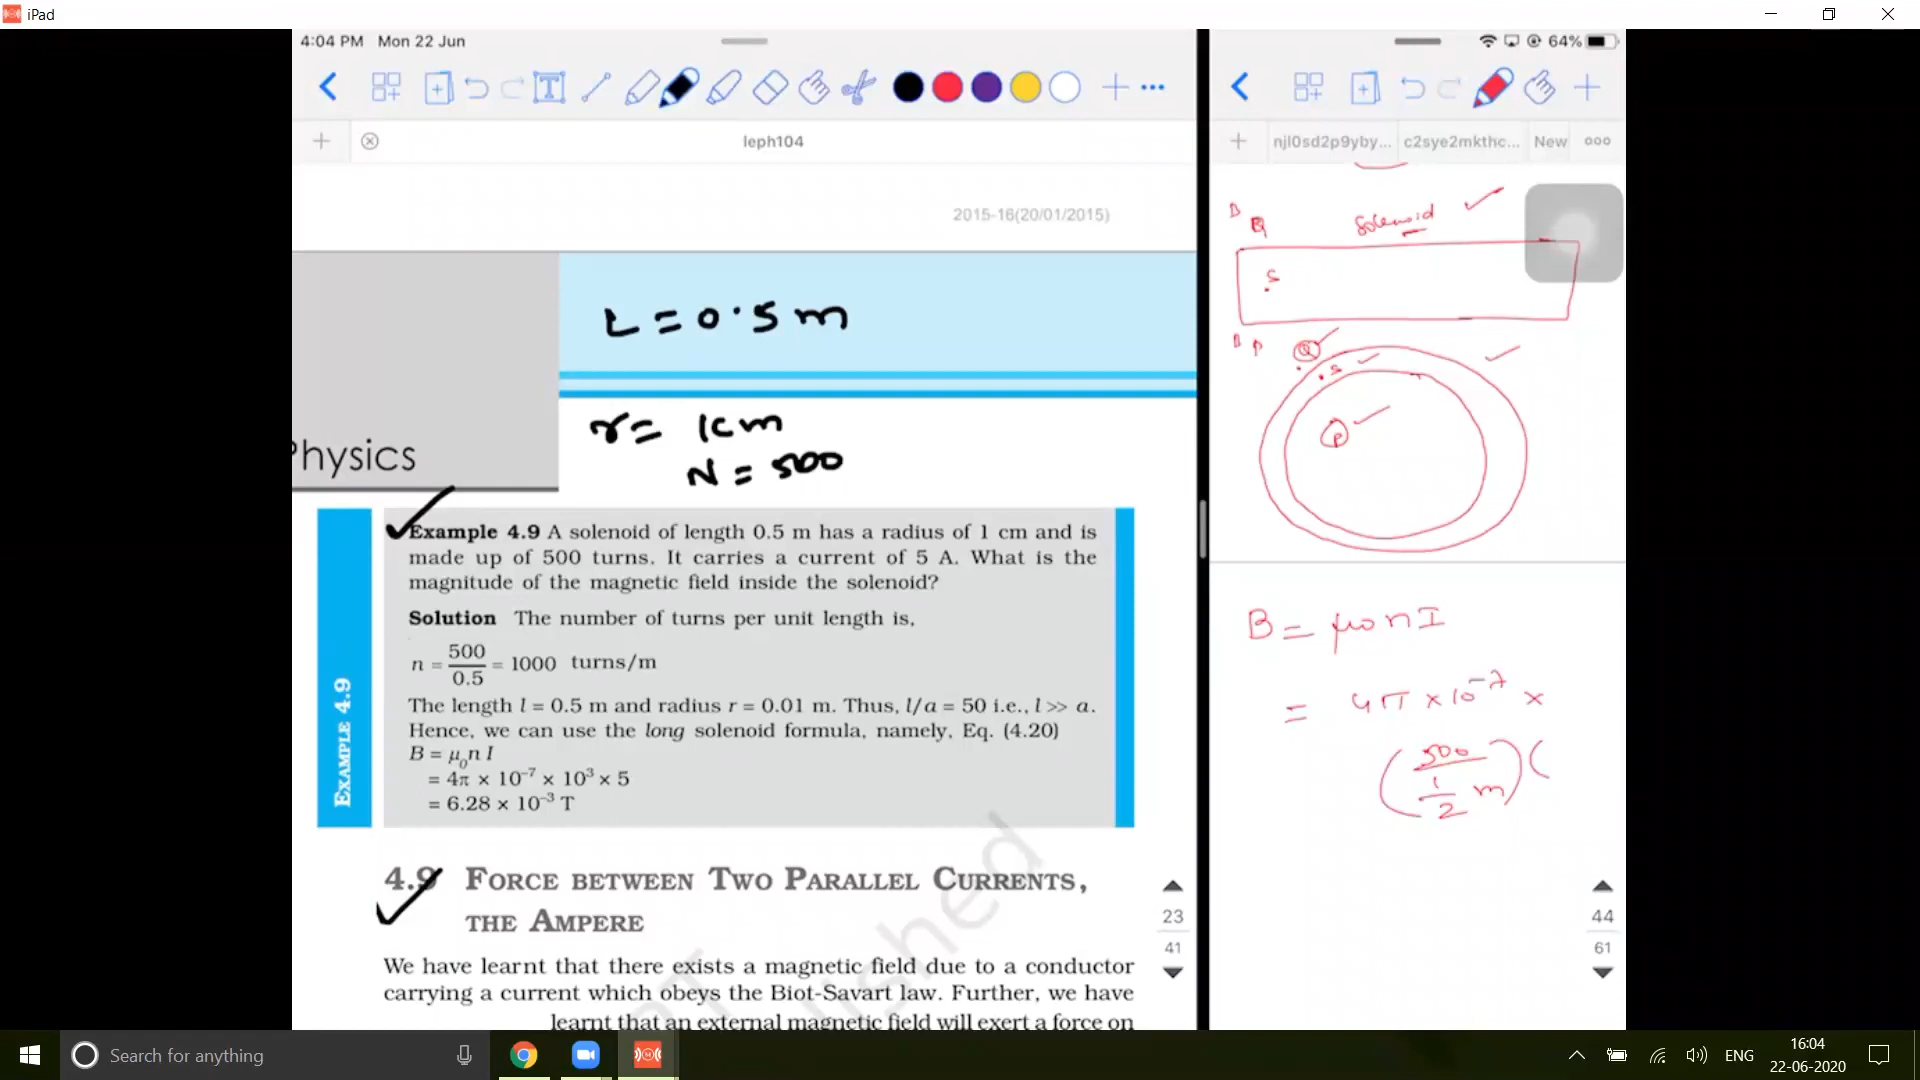 iPad
4:04 PM Mon 22 Jun
64%
leph104
njl0sd2p9yby... c2sye2mkthc... New
2015-16(20/01/2015)
L = 0.5 m
Physics
r = 1cm
N = 500
Example 4.9 A solenoid of length 0.5 m has a radius of 1 cm and is
made up of 500 turns. It carries a current of 5 A. What is the
magnitude of the magnetic field inside the solenoid?
Solution The number of turns per unit length is,
n = 500/0.5 = 1000 turns/m
The length l = 0.5 m and radius r = 0.01 m. Thus, l/a = 50 i.e., l >> a.
Hence, we can use the long solenoid formula, namely, Eq. (4.20)
B = μ₀n I
= 4π × 10⁻⁷ × 10³ × 5
= 6.28 × 10⁻³ T
EXAMPLE 4.9
4.9 FORCE BETWEEN TWO PARALLEL CURRENTS,
THE AMPERE
23
41
We have learnt that there exists a magnetic field due to a conductor
carrying a current which obeys the Biot-Savart law. Further, we have
learnt that an external magnetic field will exert a force on
B
Q
Solenoid
S
B P
Q
S
P
B = μ0 n I
= 4π × 10⁻⁷ ×
(500/(1/2) m) (
44
61
Search for anything
ENG
16:04
22-06-2020